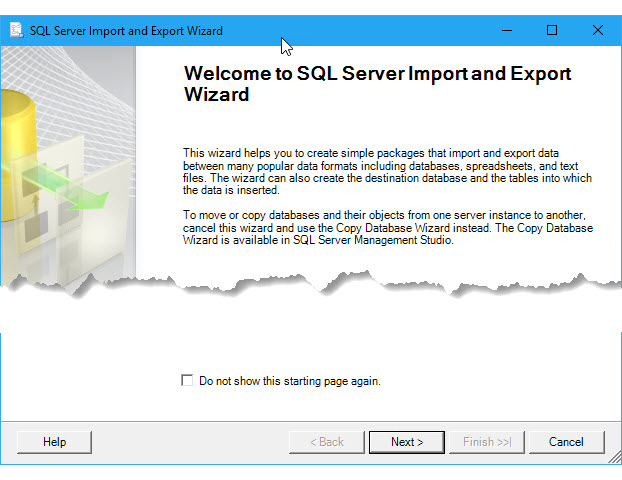 SQL Server Import and Export Wizard
Welcome to SQL Server Import and Export
Wizard
This wizard helps you to create simple packages that import and export data
between many popular data formats including databases, spreadsheets, and text
files. The wizard can also create the destination database and the tables into which
the data is inserted.
To move or copy databases and their objects from one server instance to another,
cancel this wizard and use the Copy Database Wizard instead. The Copy Database
Wizard is available in SQL Server Management Studio.
Do not show this starting page again.
Help
< Back
Next >
Finish >>|
Cancel